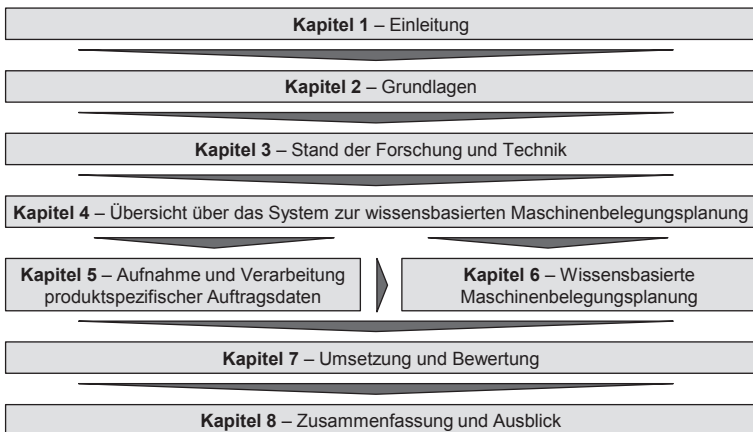 Kapitel 1 – Einleitung
Kapitel 2 – Grundlagen
Kapitel 3 – Stand der Forschung und Technik
Kapitel 4 – Übersicht über das System zur wissensbasierten Maschinenbelegungsplanung
Kapitel 5 – Aufnahme und Verarbeitung
produktspezifischer Auftragsdaten
Kapitel 6 – Wissensbasierte
Maschinenbelegungsplanung
Kapitel 7 – Umsetzung und Bewertung
Kapitel 8 – Zusammenfassung und Ausblick